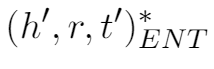 $(h', r, t')^{*}_{ENT}$